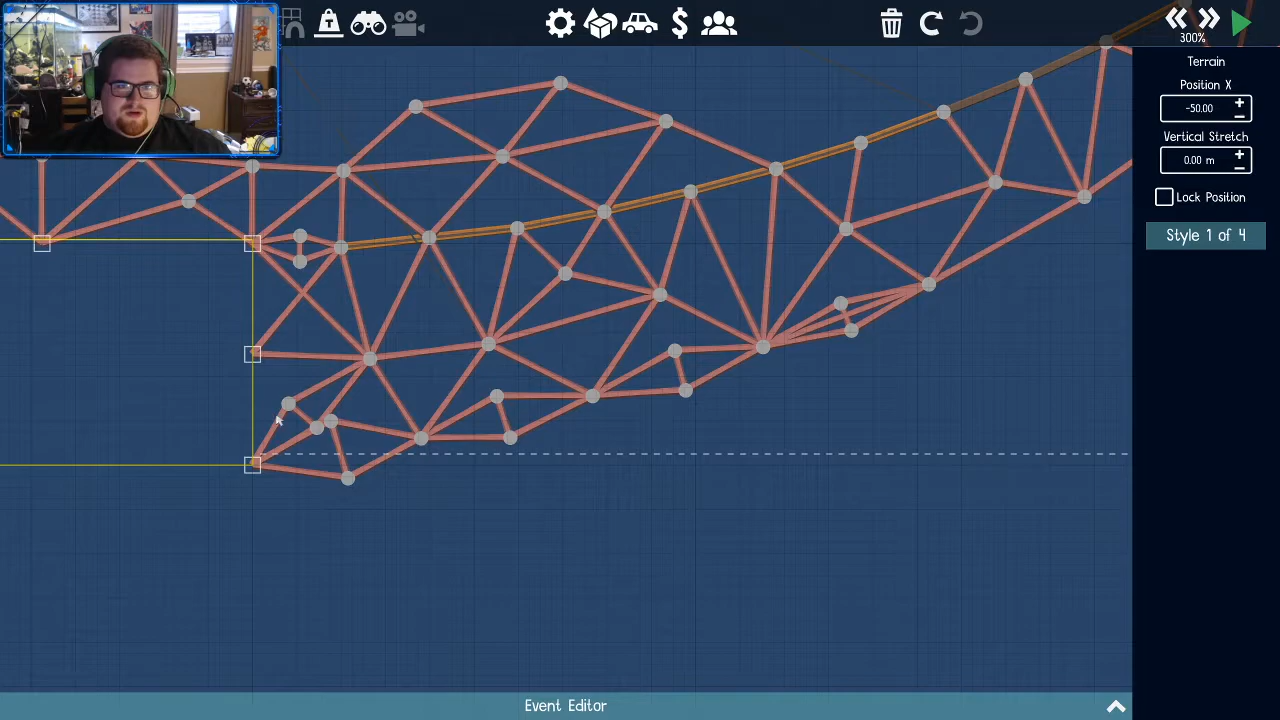 300%
Terrain
Position X
-50.00
Vertical Stretch
0.00 m
Lock Position
Style 1 of 4
Event Editor